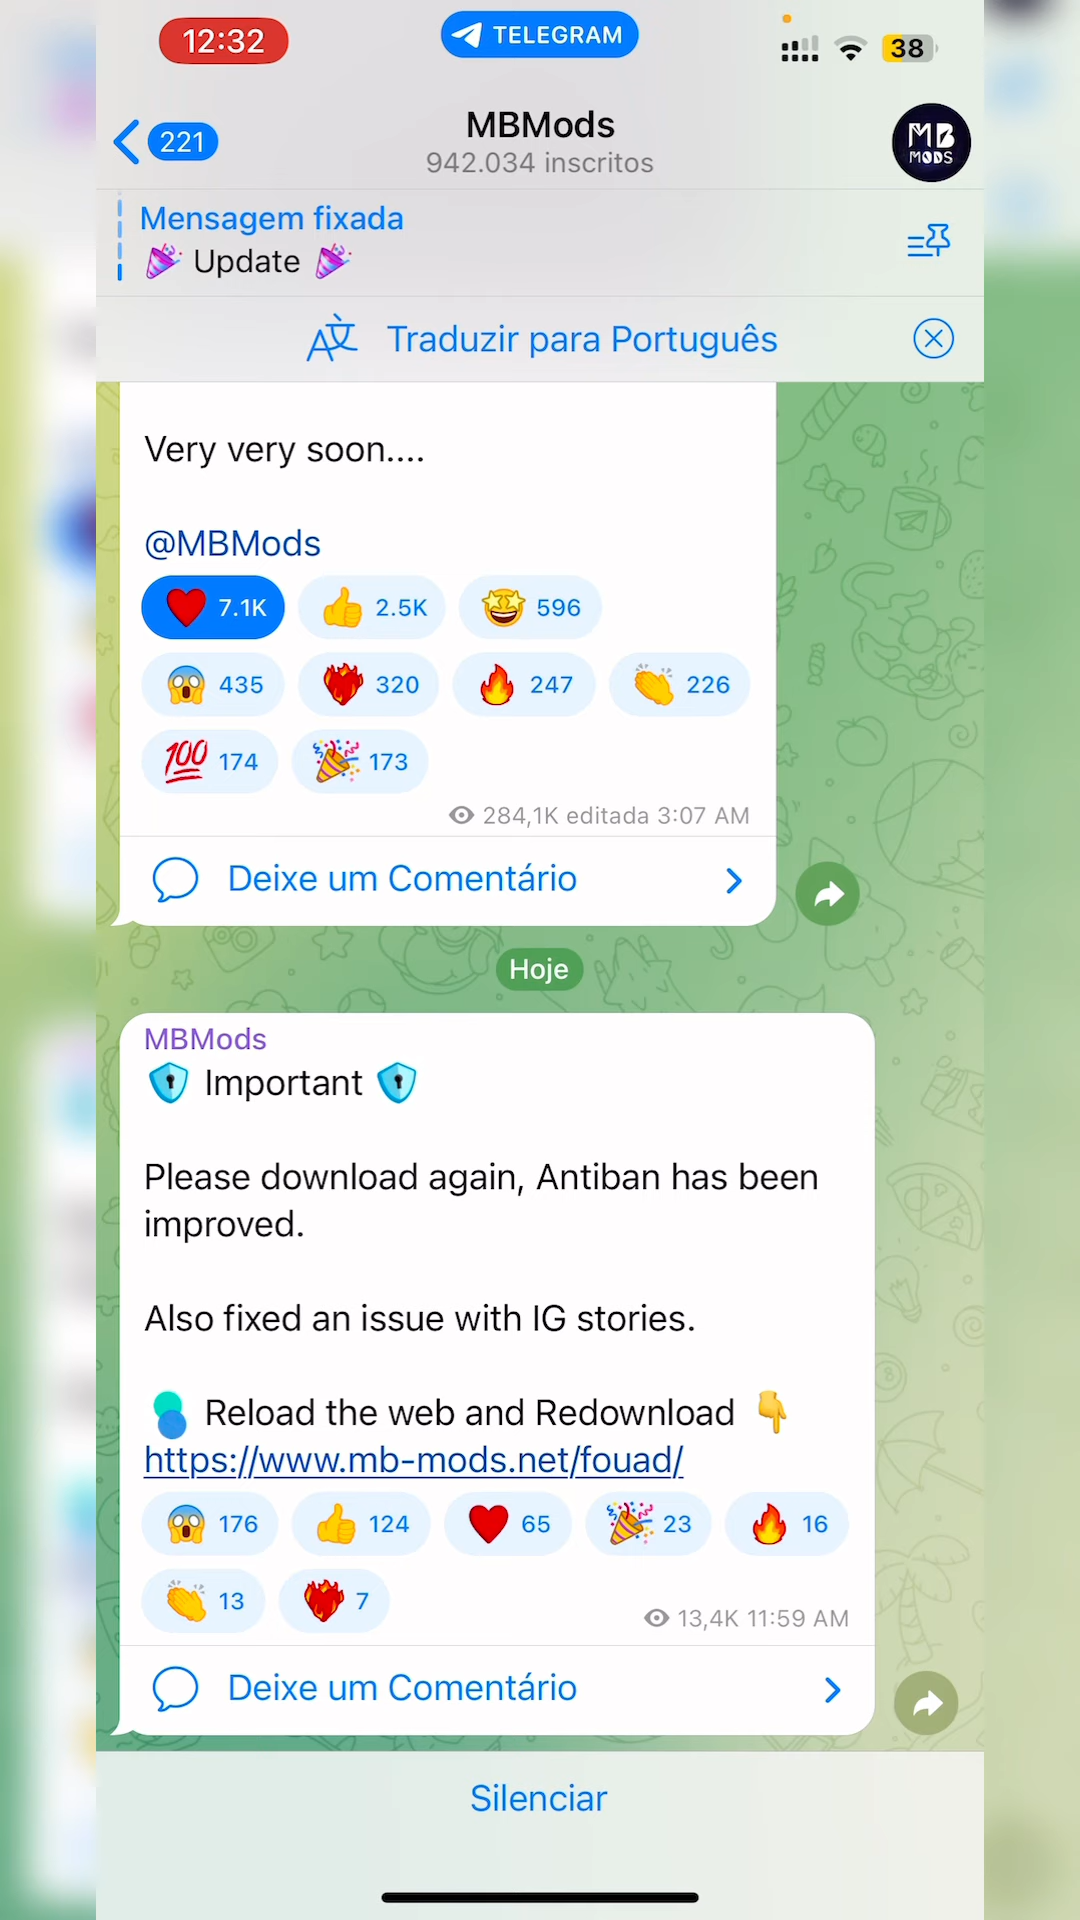 12:32
TELEGRAM
38
221
MBMods
942.034 inscritos
MB
MODS
Mensagem fixada
🎉 Update 🎉
Traduzir para Português
Very very soon....
@MBMods
❤️ 7.1K 👍 2.5K 🤩 596
😱 435 ❤️‍🔥 320 🔥 247 👏 226
💯 174 🎉 173
284,1K editada 3:07 AM
Deixe um Comentário
Hoje
MBMods
Important
Please download again, Antiban has been
improved.
Also fixed an issue with IG stories.
Reload the web and Redownload 👇
https://www.mb-mods.net/fouad/
😱 176 👍 124 ❤️ 65 🎉 23 🔥 16
👏 13 ❤️‍🔥 7
13,4K 11:59 AM
Deixe um Comentário
Silenciar